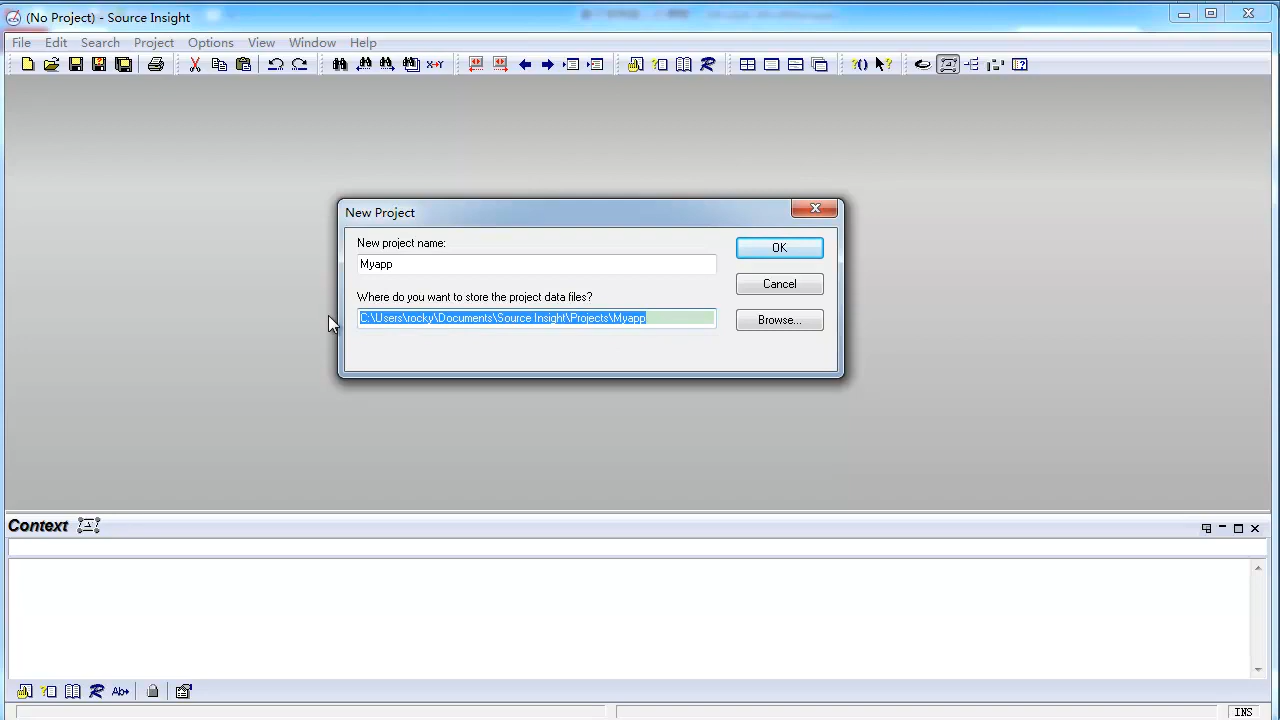 (No Project) - Source Insight
File Edit Search Project Options View Window Help
New Project
New project name:
OK
Myapp
Cancel
Where do you want to store the project data files?
C:\Users\rocky\Documents\Source Insight\Projects\Myapp
Browse...
Context
INS